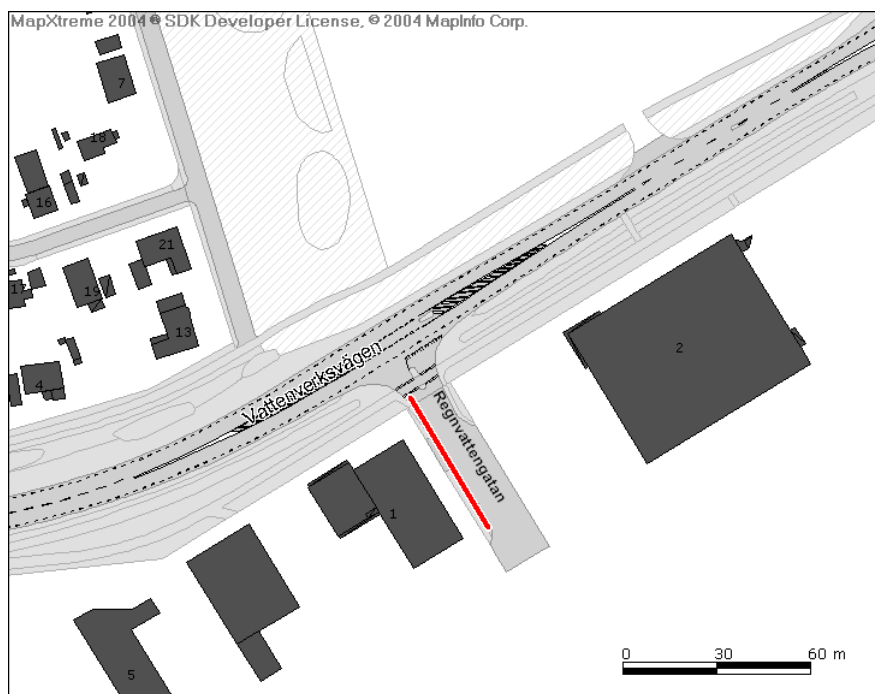 MapXtreme 2004 ® SDK Developer License, © 2004 MapInfo Corp.
7
18
16
21
17
19
13
2
4
Vattenverksvägen
Regnvattengatan
1
5
0 30 60 m